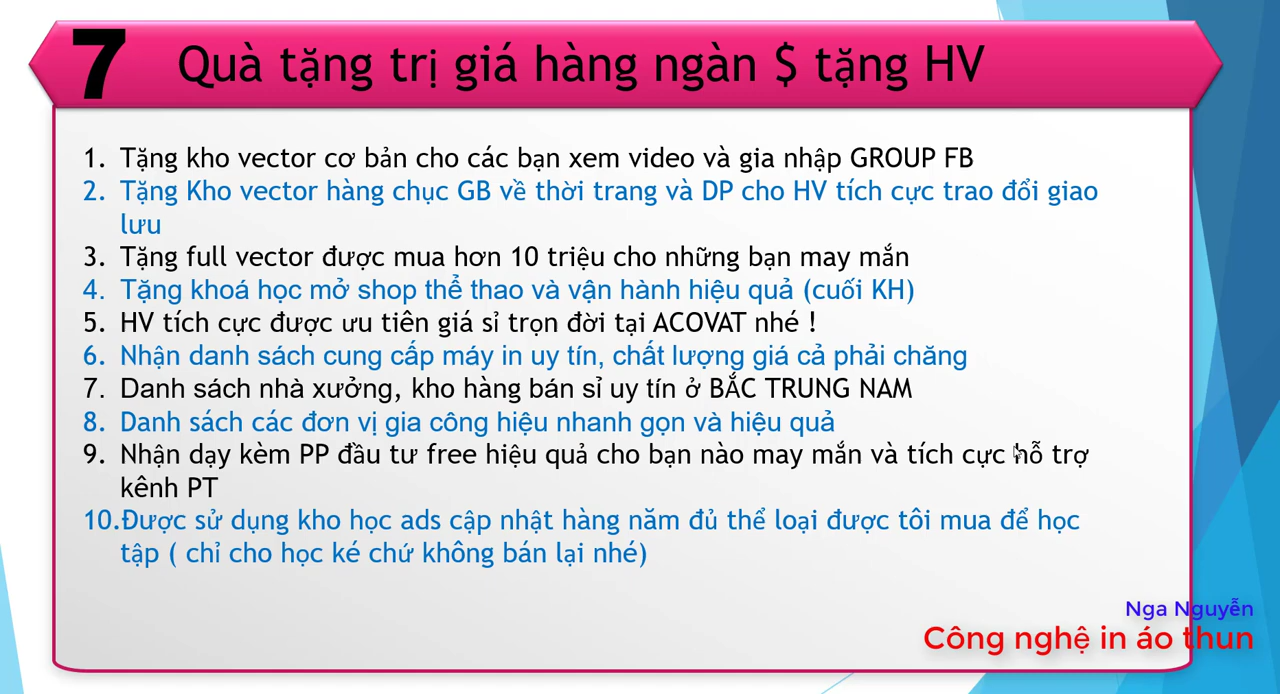 7 Quà tặng trị giá hàng ngàn $ tặng HV
1. Tặng kho vector cơ bản cho các bạn xem video và gia nhập GROUP FB
2. Tặng Kho vector hàng chục GB về thời trang và DP cho HV tích cực trao đổi giao
lưu
3. Tặng full vector được mua hơn 10 triệu cho những bạn may mắn
4. Tặng khoá học mở shop thể thao và vận hành hiệu quả (cuối KH)
5. HV tích cực được ưu tiên giá sỉ trọn đời tại ACOVAT nhé !
6. Nhận danh sách cung cấp máy in uy tín, chất lượng giá cả phải chăng
7. Danh sách nhà xưởng, kho hàng bán sỉ uy tín ở BẮC TRUNG NAM
8. Danh sách các đơn vị gia công hiệu nhanh gọn và hiệu quả
9. Nhận dạy kèm PP đầu tư free hiệu quả cho bạn nào may mắn và tích cực hỗ trợ
kênh PT
10.Được sử dụng kho học ads cập nhật hàng năm đủ thể loại được tôi mua để học
tập ( chỉ cho học ké chứ không bán lại nhé)
Nga Nguyễn
Công nghệ in áo thun